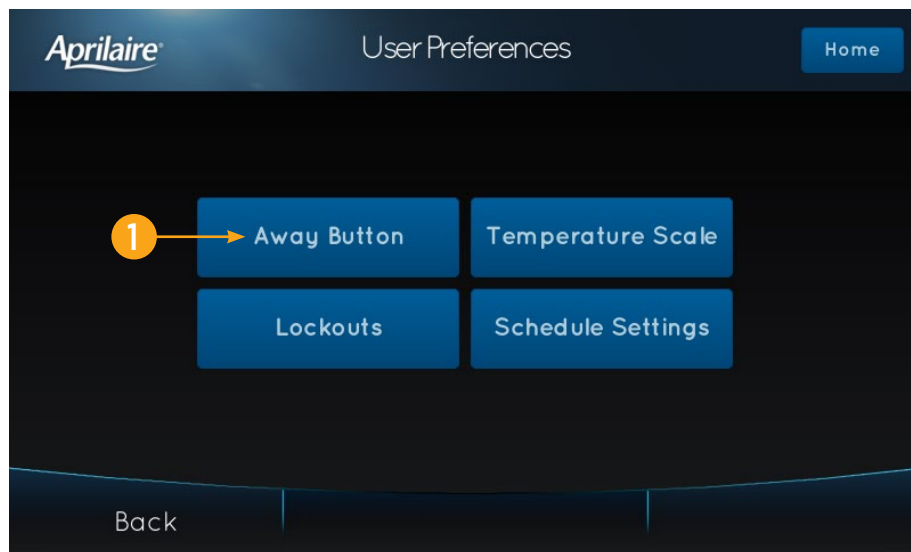 Aprilaire
User Preferences
Home
1
Away Button
Temperature Scale
Lockouts
Schedule Settings
Back